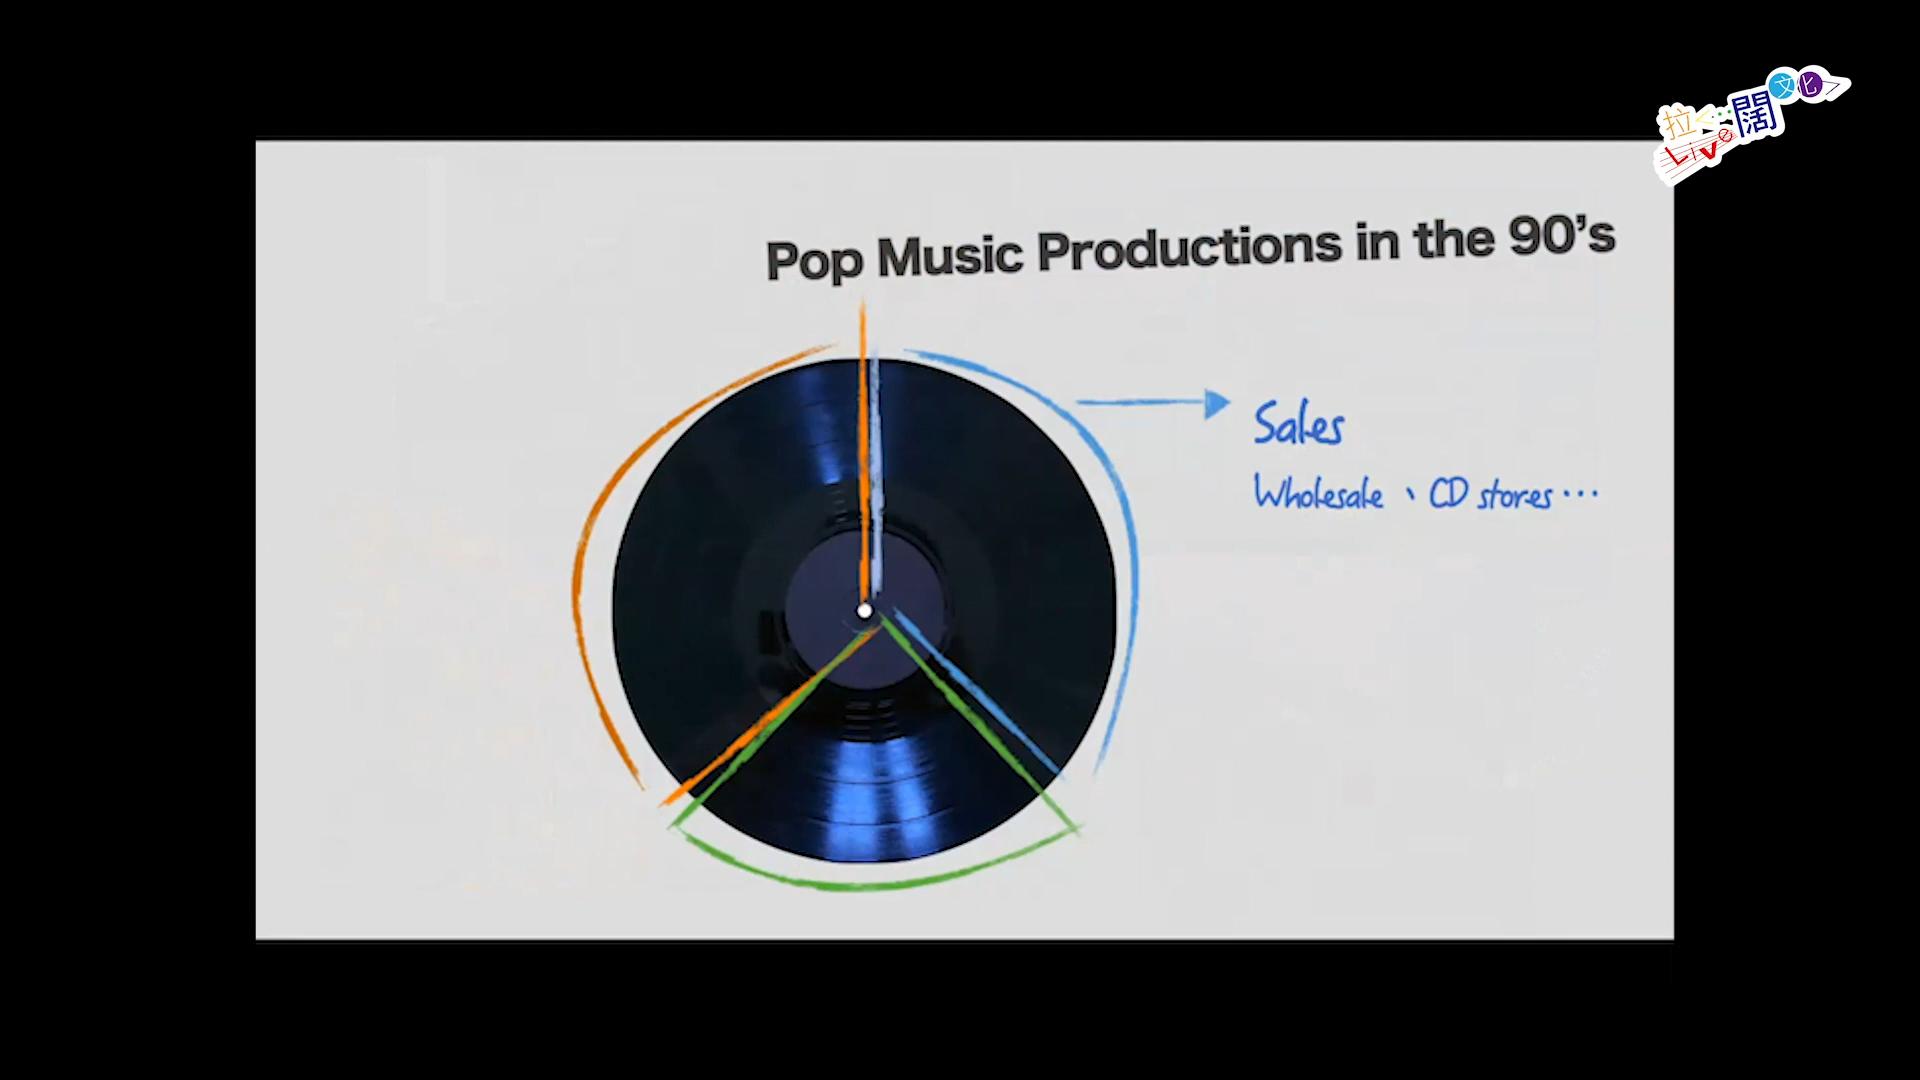 拉闊文化
Live
Pop Music Productions in the 90’s
Sales
Wholesale、CD stores…